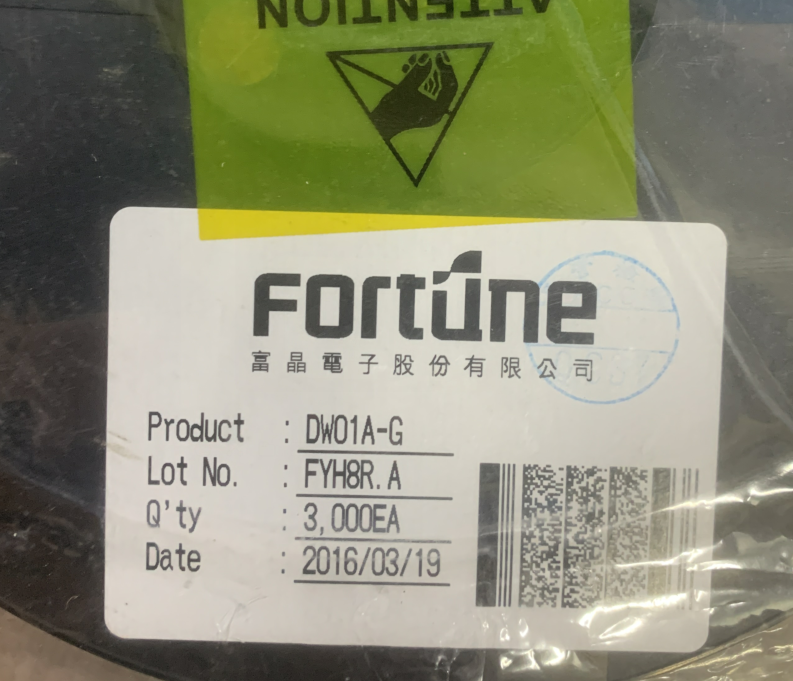 ATTENTION
Fortune
富晶電子股份有限公司
Product : DW01A-G
Lot No. : FYH8R.A
Q'ty : 3,000EA
Date : 2016/03/19